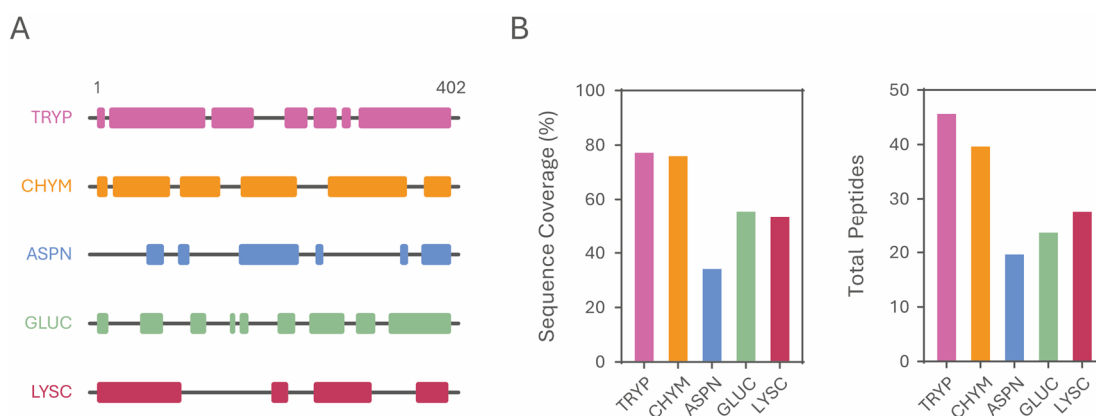 A
1 402
TRYP
CHYM
ASPN
GLUC
LYSC
B
Sequence Coverage (%)
100
80
60
40
20
0
TRYP CHYM ASPN GLUC LYSC
Total Peptides
50
40
30
20
10
0
TRYP CHYM ASPN GLUC LYSC